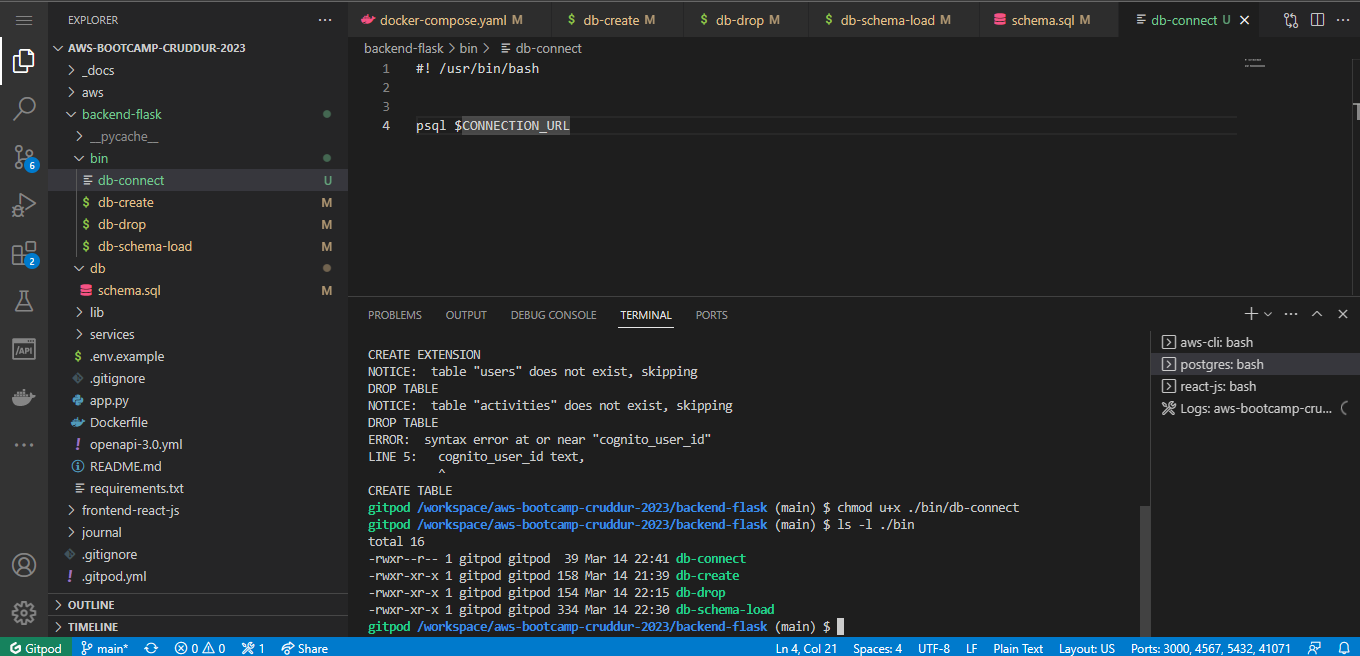 EXPLORER
AWS-BOOTCAMP-CRUDDUR-2023
_docs
aws
backend-flask
__pycache__
bin
db-connect U
$ db-create M
$ db-drop M
$ db-schema-load M
db
schema.sql M
lib
services
$ .env.example
.gitignore
app.py
Dockerfile
! openapi-3.0.yml
README.md
requirements.txt
frontend-react-js
journal
.gitignore
! .gitpod.yml
OUTLINE
TIMELINE
6
2
/API
docker-compose.yaml M
$ db-create M
$ db-drop M
$ db-schema-load M
schema.sql M
db-connect U
backend-flask > bin > db-connect
1 #! /usr/bin/bash
2
3
4 psql $CONNECTION_URL
PROBLEMS OUTPUT DEBUG CONSOLE TERMINAL PORTS
CREATE EXTENSION
NOTICE:  table "users" does not exist, skipping
DROP TABLE
NOTICE:  table "activities" does not exist, skipping
DROP TABLE
ERROR:  syntax error at or near "cognito_user_id"
LINE 5:   cognito_user_id text,
^
CREATE TABLE
gitpod /workspace/aws-bootcamp-cruddur-2023/backend-flask (main) $ chmod u+x ./bin/db-connect
gitpod /workspace/aws-bootcamp-cruddur-2023/backend-flask (main) $ ls -l ./bin
total 16
-rwxr--r-- 1 gitpod gitpod  39 Mar 14 22:41 db-connect
-rwxr-xr-x 1 gitpod gitpod 158 Mar 14 21:39 db-create
-rwxr-xr-x 1 gitpod gitpod 154 Mar 14 22:15 db-drop
-rwxr-xr-x 1 gitpod gitpod 334 Mar 14 22:30 db-schema-load
gitpod /workspace/aws-bootcamp-cruddur-2023/backend-flask (main) $
aws-cli: bash
postgres: bash
react-js: bash
Logs: aws-bootcamp-cru...
Gitpod main* 0 0 1 Share Ln 4, Col 21 Spaces: 4 UTF-8 LF Plain Text Layout: US Ports: 3000, 4567, 5432, 41071